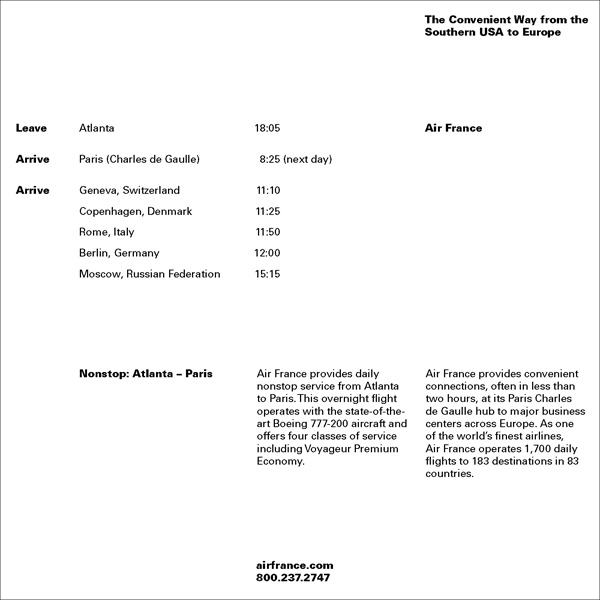 The Convenient Way from the
Southern USA to Europe
Leave Atlanta 18:05 Air France
Arrive Paris (Charles de Gaulle) 8:25 (next day)
Arrive Geneva, Switzerland 11:10
Copenhagen, Denmark 11:25
Rome, Italy 11:50
Berlin, Germany 12:00
Moscow, Russian Federation 15:15
Nonstop: Atlanta – Paris
Air France provides daily
nonstop service from Atlanta
to Paris. This overnight flight
operates with the state-of-the-
art Boeing 777-200 aircraft and
offers four classes of service
including Voyageur Premium
Economy.
Air France provides convenient
connections, often in less than
two hours, at its Paris Charles
de Gaulle hub to major business
centers across Europe. As one
of the world's finest airlines,
Air France operates 1,700 daily
flights to 183 destinations in 83
countries.
airfrance.com
800.237.2747